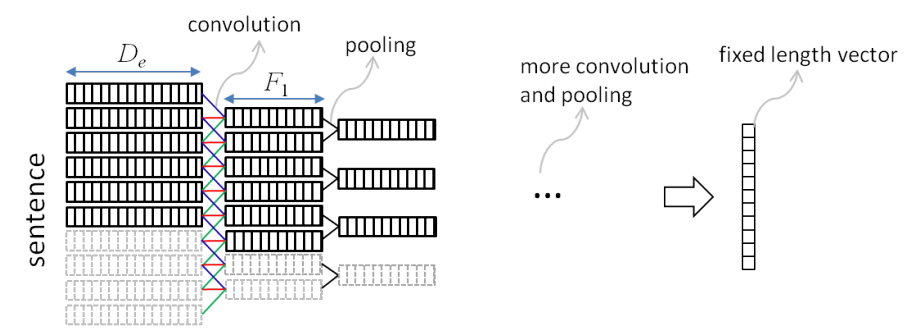 convolution
pooling
D_e
F_1
sentence
more convolution
and pooling
...
fixed length vector